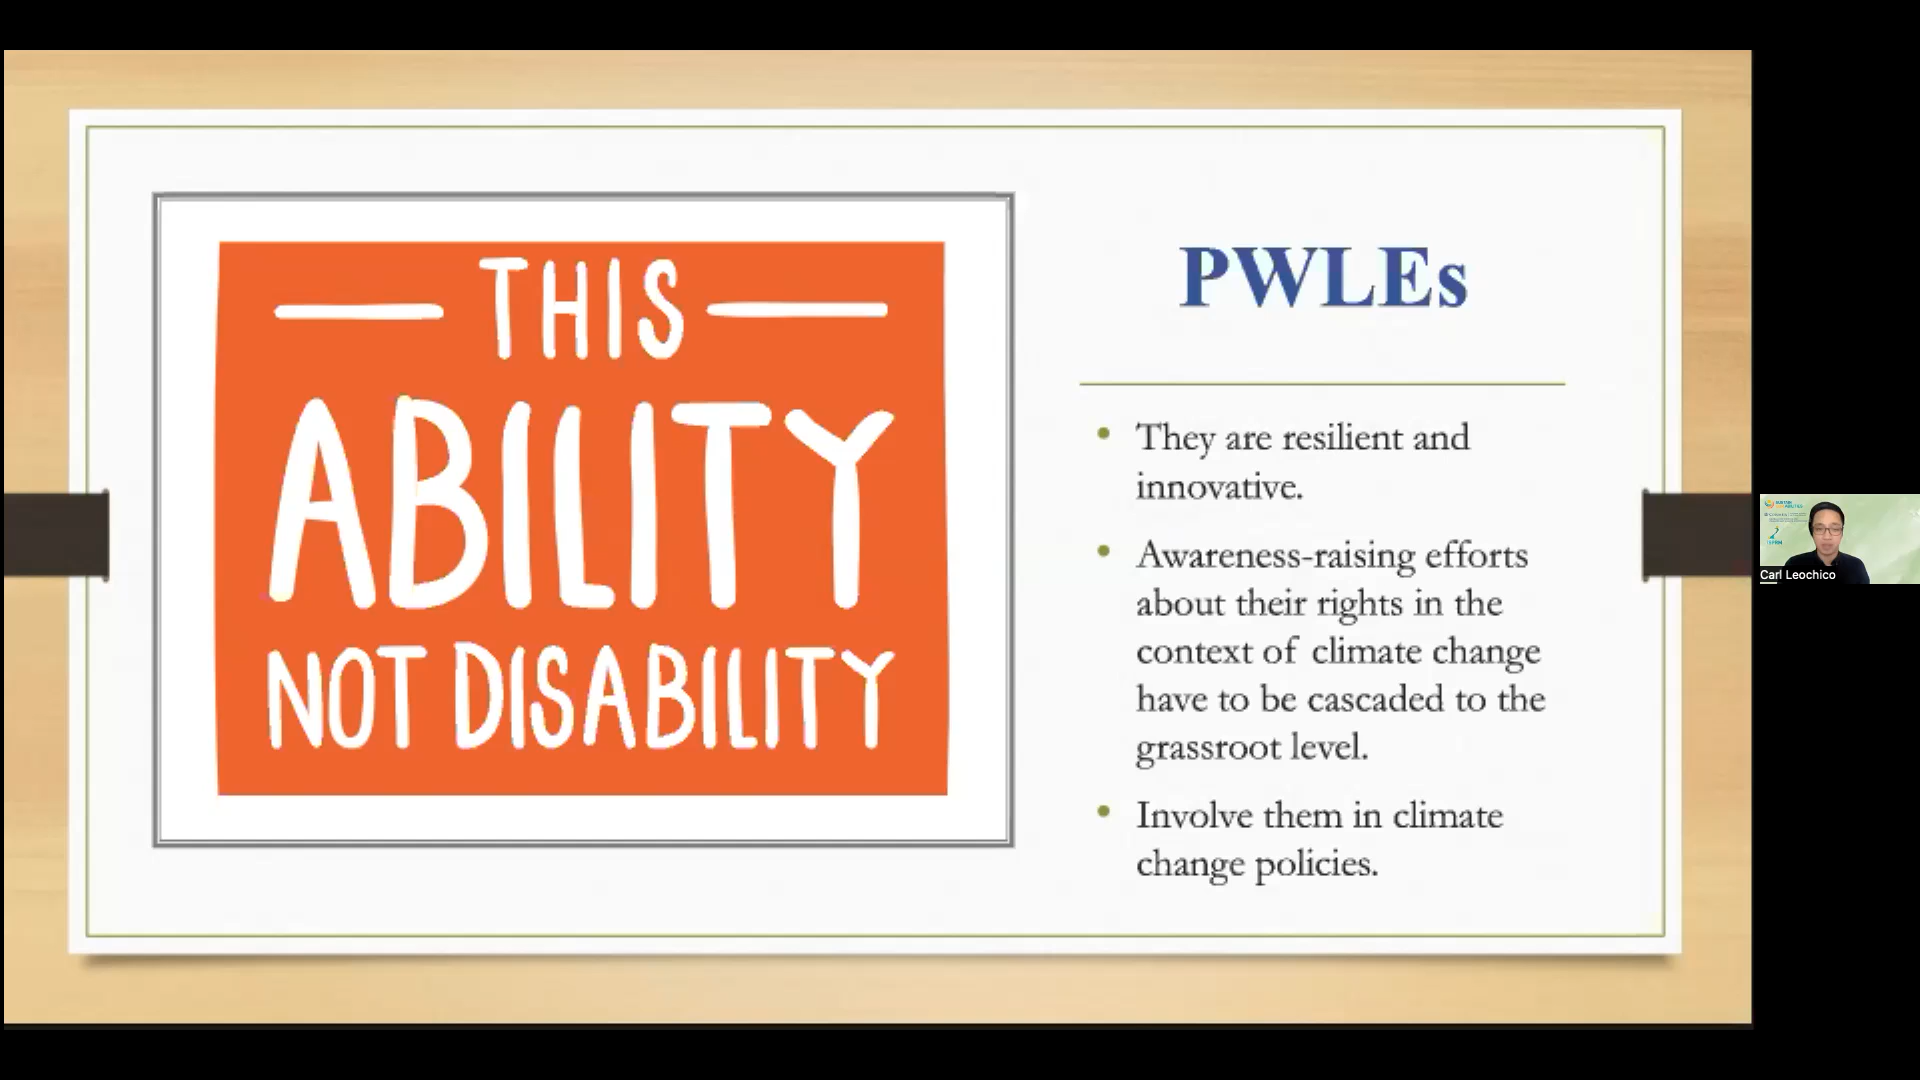 THIS
ABILITY
NOT DISABILITY
PWLEs
• They are resilient and
innovative.
• Awareness-raising efforts
about their rights in the
context of climate change
have to be cascaded to the
grassroot level.
• Involve them in climate
change policies.
Carl Leochico